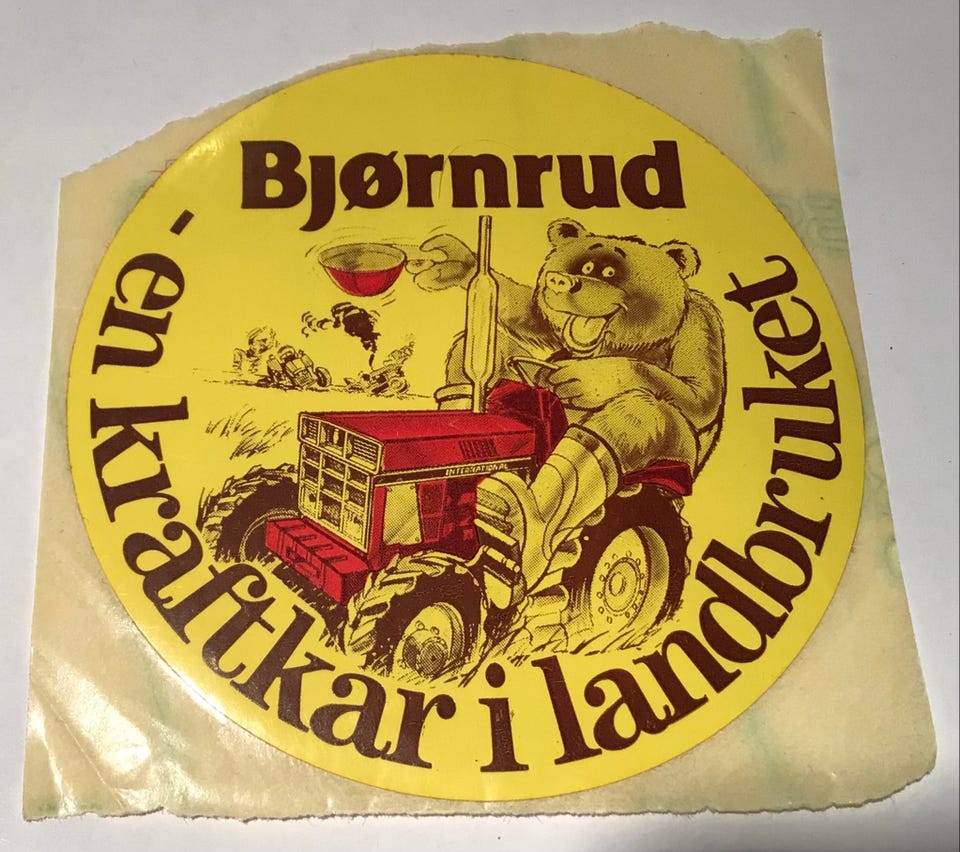 Bjørnrud
- en kraftkar i landbruket
INTERNATIONAL